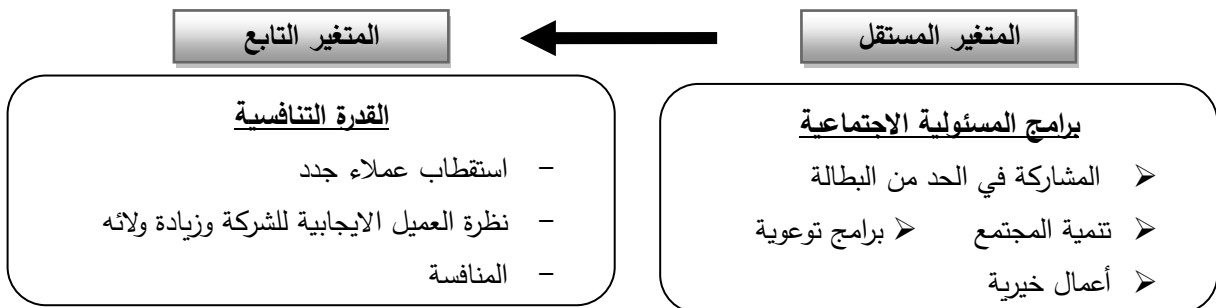 المتغير المستقل
المتغير التابع
برامج المسئولية الاجتماعية
⮚ المشاركة في الحد من البطالة
⮚ تنمية المجتمع ⮚ برامج توعوية
⮚ أعمال خيرية
القدرة التنافسية
- استقطاب عملاء جدد
- نظرة العميل الايجابية للشركة وزيادة ولائه
- المنافسة